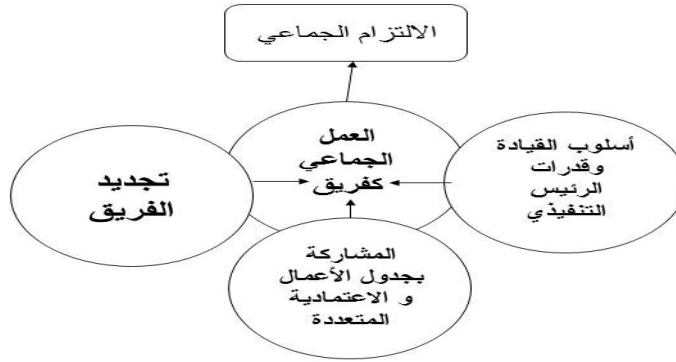 الالتزام الجماعي
العمل
الجماعي
كفريق
أسلوب القيادة
وقدرات
الرئيس
التنفيذي
تجديد
الفريق
المشاركة
بجدول الأعمال
و الاعتمادية
المتعددة